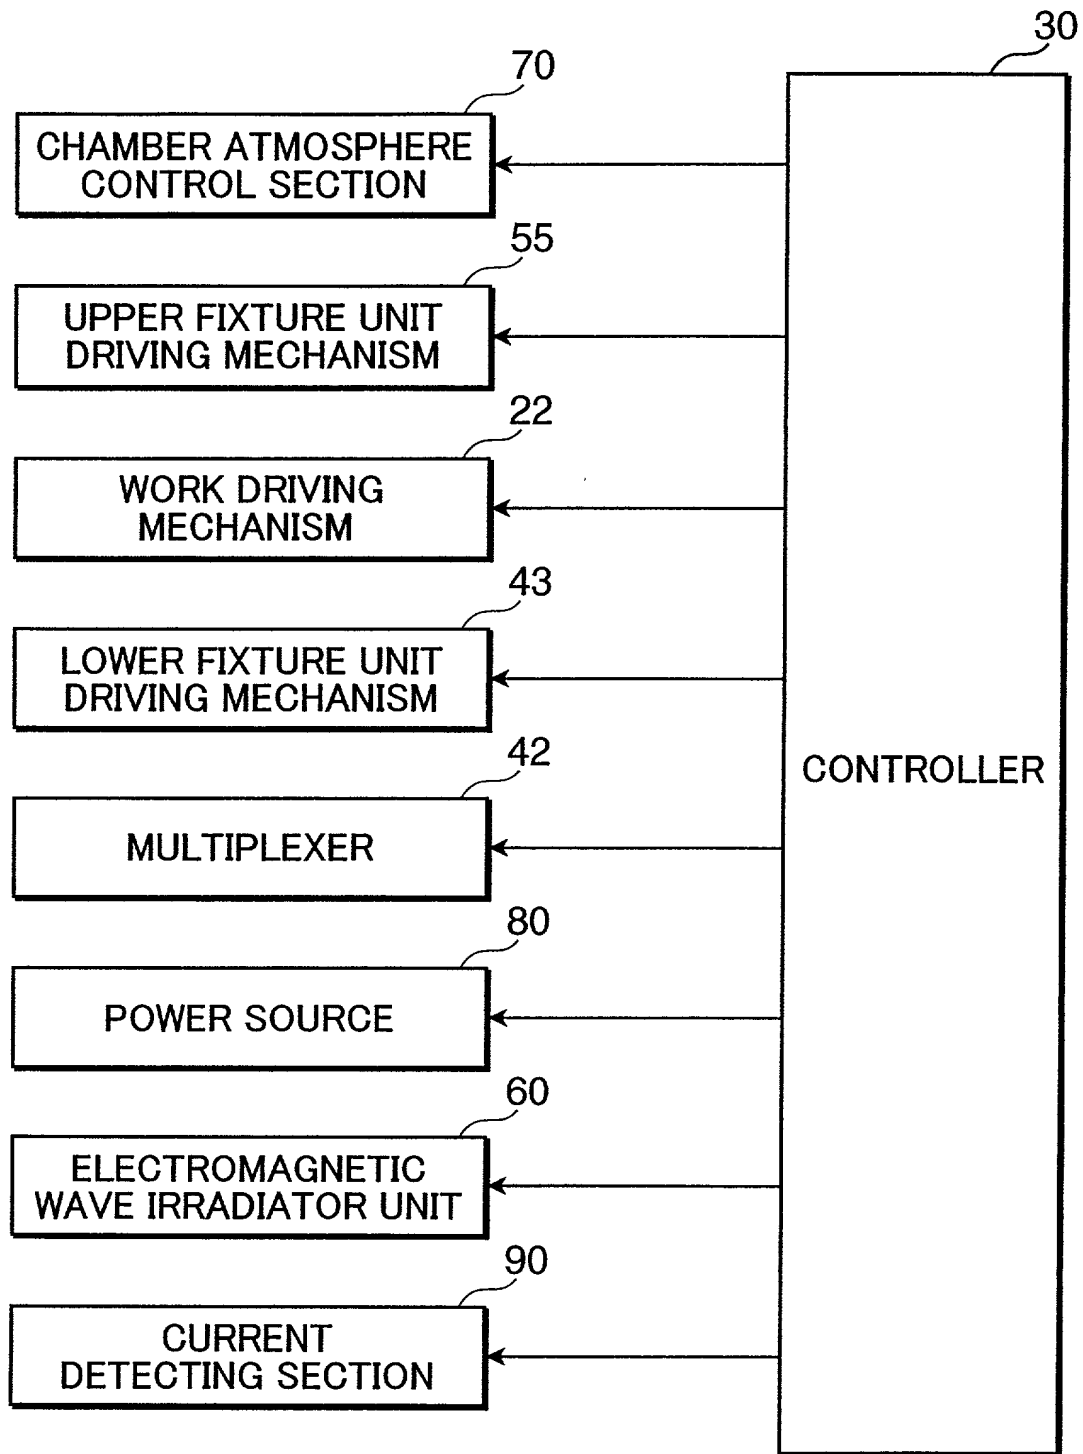 30
70
CHAMBER ATMOSPHERE
CONTROL SECTION
55
UPPER FIXTURE UNIT
DRIVING MECHANISM
22
WORK DRIVING
MECHANISM
43
LOWER FIXTURE UNIT
DRIVING MECHANISM
42
CONTROLLER
MULTIPLEXER
80
POWER SOURCE
60
ELECTROMAGNETIC
WAVE IRRADIATOR UNIT
90
CURRENT
DETECTING SECTION